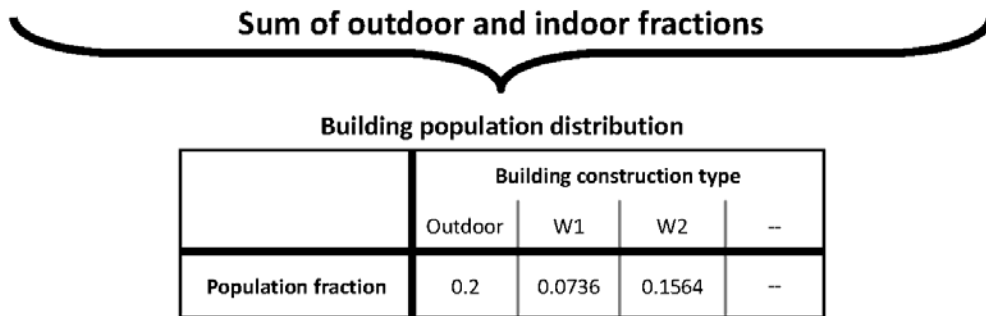 Sum of outdoor and indoor fractions
Building population distribution
Building construction type
Outdoor W1 W2 --
Population fraction 0.2 0.0736 0.1564 --